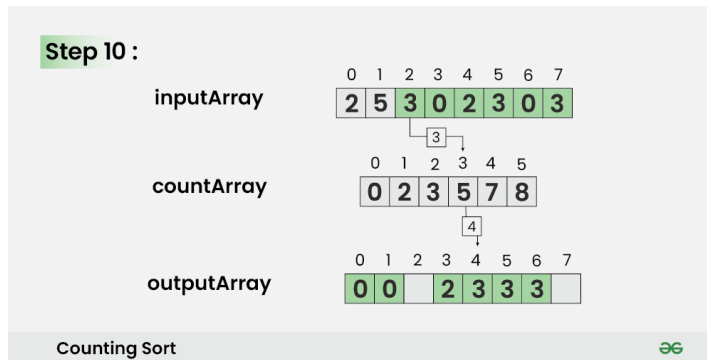 Step 10 :
0 1 2 3 4 5 6 7
inputArray 2 5 3 0 2 3 0 3
3
0 1 2 3 4 5
countArray 0 2 3 5 7 8
4
0 1 2 3 4 5 6 7
outputArray 0 0 2 3 3 3
Counting Sort